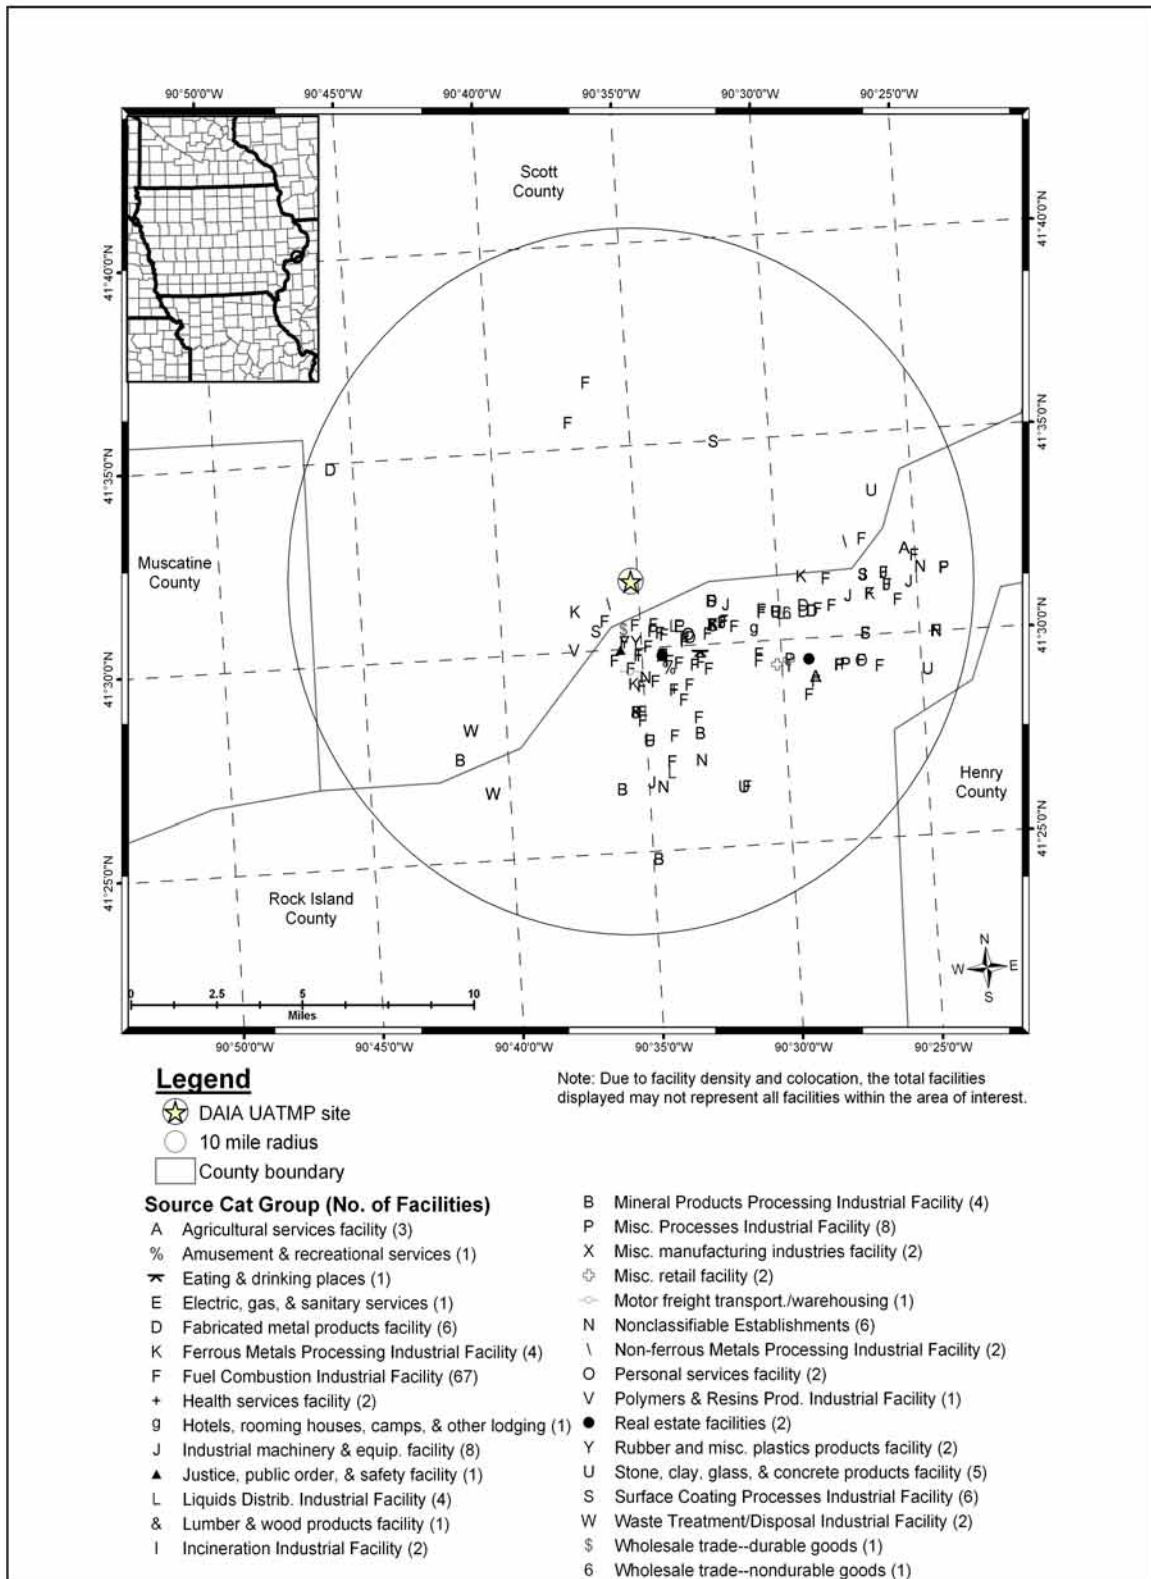 90°50'0"W 90°45'0"W 90°40'0"W 90°35'0"W 90°30'0"W 90°25'0"W
Scott
County
41°40'0"N
41°40'0"N
41°35'0"N
41°35'0"N
Muscatine
County
41°30'0"N
41°30'0"N
Henry
County
41°25'0"N
41°25'0"N
Rock Island
County
N
W E
S
0 2.5 5 10
Miles
90°50'0"W 90°45'0"W 90°40'0"W 90°35'0"W 90°30'0"W 90°25'0"W
Legend
DAIA UATMP site
10 mile radius
County boundary
Note: Due to facility density and colocation, the total facilities
displayed may not represent all facilities within the area of interest.
Source Cat Group (No. of Facilities)
A Agricultural services facility (3)
% Amusement & recreational services (1)
Eating & drinking places (1)
E Electric, gas, & sanitary services (1)
D Fabricated metal products facility (6)
K Ferrous Metals Processing Industrial Facility (4)
F Fuel Combustion Industrial Facility (67)
+ Health services facility (2)
g Hotels, rooming houses, camps, & other lodging (1)
J Industrial machinery & equip. facility (8)
▲ Justice, public order, & safety facility (1)
L Liquids Distrib. Industrial Facility (4)
& Lumber & wood products facility (1)
I Incineration Industrial Facility (2)
B Mineral Products Processing Industrial Facility (4)
P Misc. Processes Industrial Facility (8)
X Misc. manufacturing industries facility (2)
Misc. retail facility (2)
Motor freight transport./warehousing (1)
N Nonclassifiable Establishments (6)
\ Non-ferrous Metals Processing Industrial Facility (2)
O Personal services facility (2)
V Polymers & Resins Prod. Industrial Facility (1)
● Real estate facilities (2)
Y Rubber and misc. plastics products facility (2)
U Stone, clay, glass, & concrete products facility (5)
S Surface Coating Processes Industrial Facility (6)
W Waste Treatment/Disposal Industrial Facility (2)
$ Wholesale trade--durable goods (1)
6 Wholesale trade--nondurable goods (1)